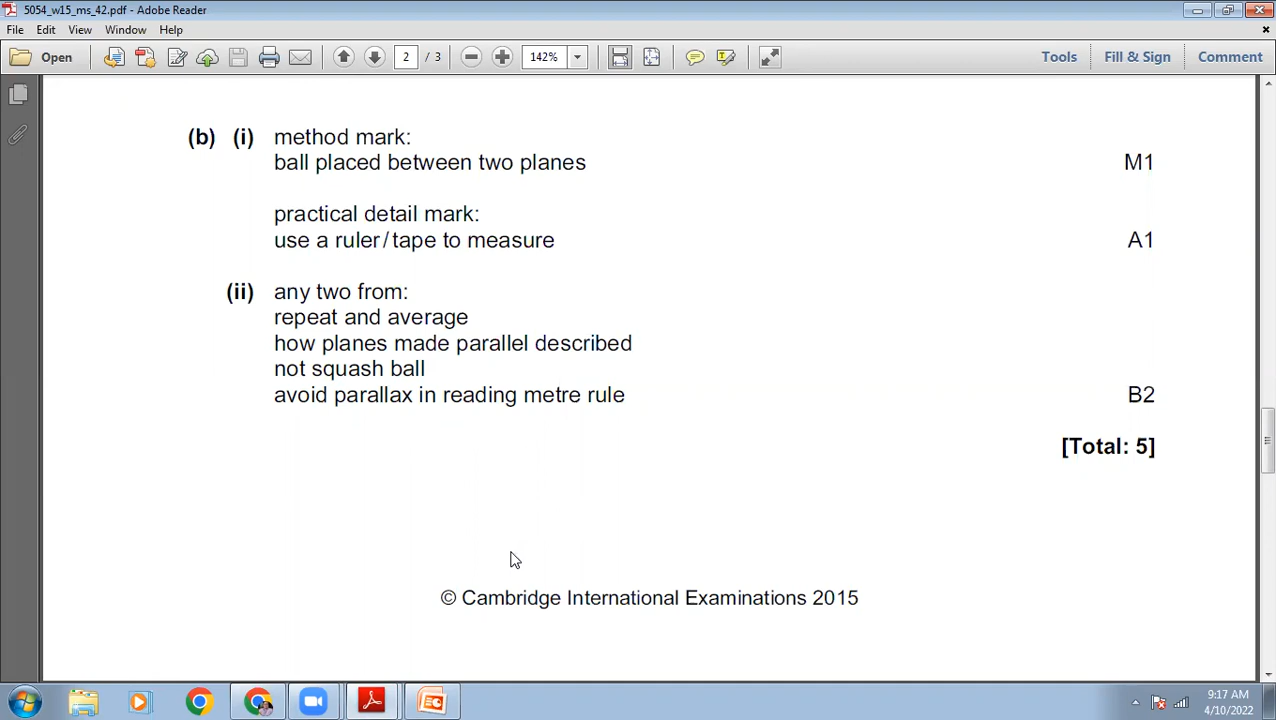 5054_w15_ms_42.pdf - Adobe Reader
File Edit View Window Help
Open 2 / 3 142% Tools Fill & Sign Comment
(b) (i) method mark:
ball placed between two planes M1
practical detail mark:
use a ruler/tape to measure A1
(ii) any two from:
repeat and average
how planes made parallel described
not squash ball
avoid parallax in reading metre rule B2
[Total: 5]
© Cambridge International Examinations 2015
9:17 AM
4/10/2022